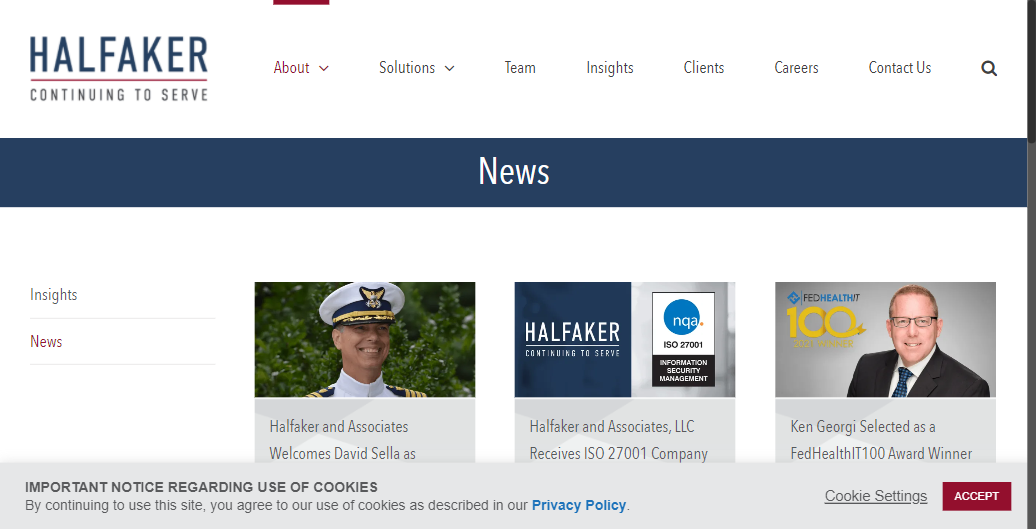 HALFAKER
CONTINUING TO SERVE
About
Solutions
Team
Insights
Clients
Careers
Contact Us
News
Insights
News
Halfaker and Associates
Welcomes David Sella as
HALFAKER
CONTINUING TO SERVE
nqa.
ISO 27001
INFORMATION
SECURITY
MANAGEMENT
Halfaker and Associates, LLC
Receives ISO 27001 Company
FEDHEALTHIT
100
2021 WINNER
Ken Georgi Selected as a
FedHealthIT100 Award Winner
IMPORTANT NOTICE REGARDING USE OF COOKIES
By continuing to use this site, you agree to our use of cookies as described in our Privacy Policy.
Cookie Settings
ACCEPT